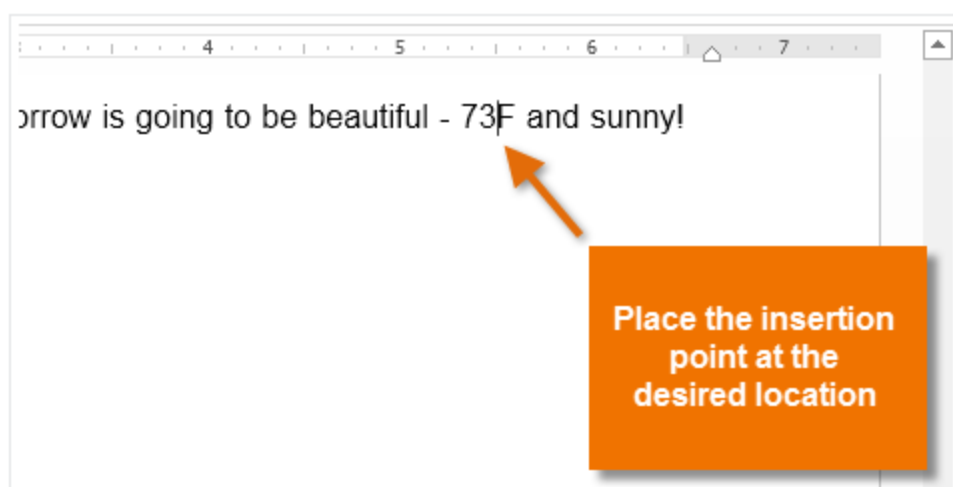 4 5 6 7
orrow is going to be beautiful - 73F and sunny!
Place the insertion
point at the
desired location